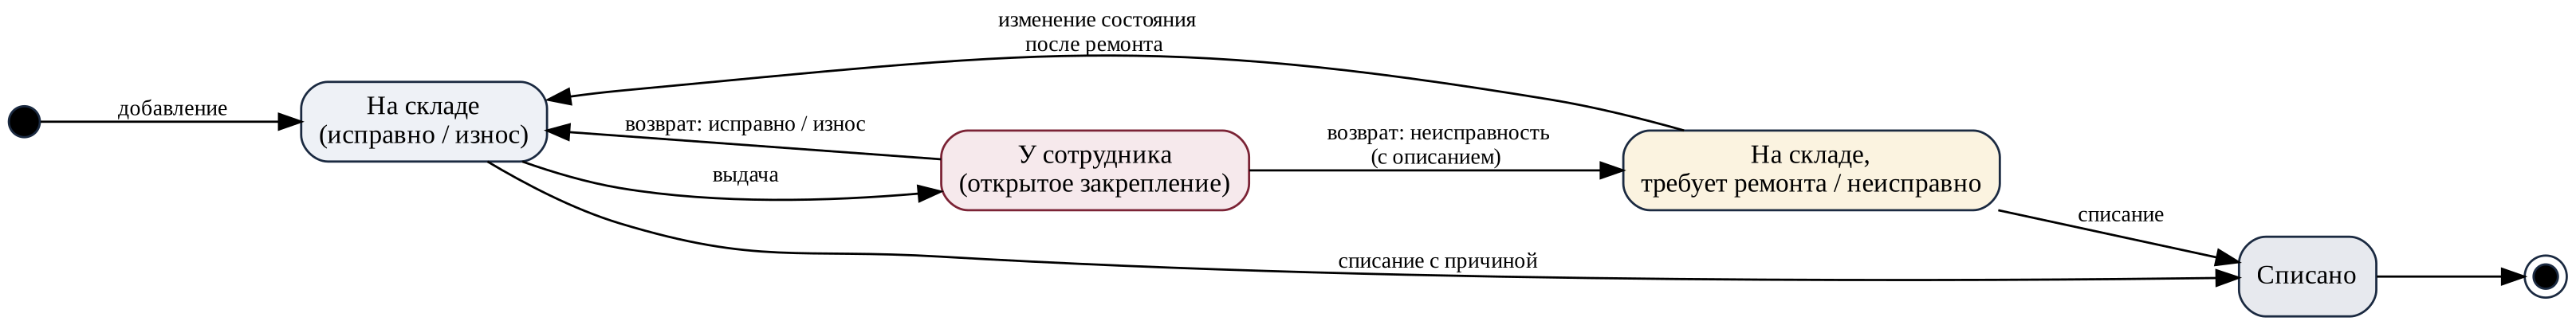 изменение состояния
после ремонта
добавление
На складе
(исправно / износ)
возврат: исправно / износ
выдача
У сотрудника
(открытое закрепление)
возврат: неисправность
(с описанием)
На складе,
требует ремонта / неисправно
списание
списание с причиной
Списано